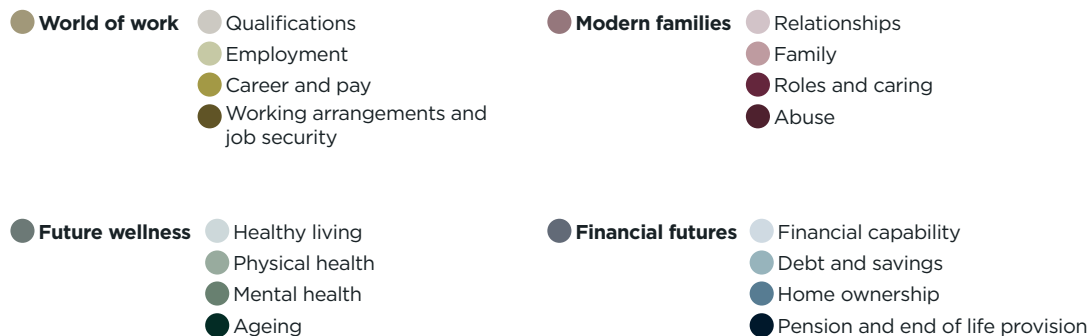 World of work
Qualifications
Employment
Career and pay
Working arrangements and
job security
Modern families
Relationships
Family
Roles and caring
Abuse
Future wellness
Healthy living
Physical health
Mental health
Ageing
Financial futures
Financial capability
Debt and savings
Home ownership
Pension and end of life provision